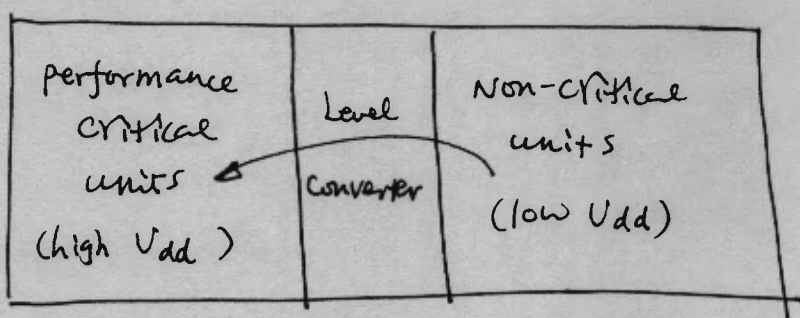 performance
critical
units
(high Vdd)
Level
Converter
Non-critical
units
(low Vdd)